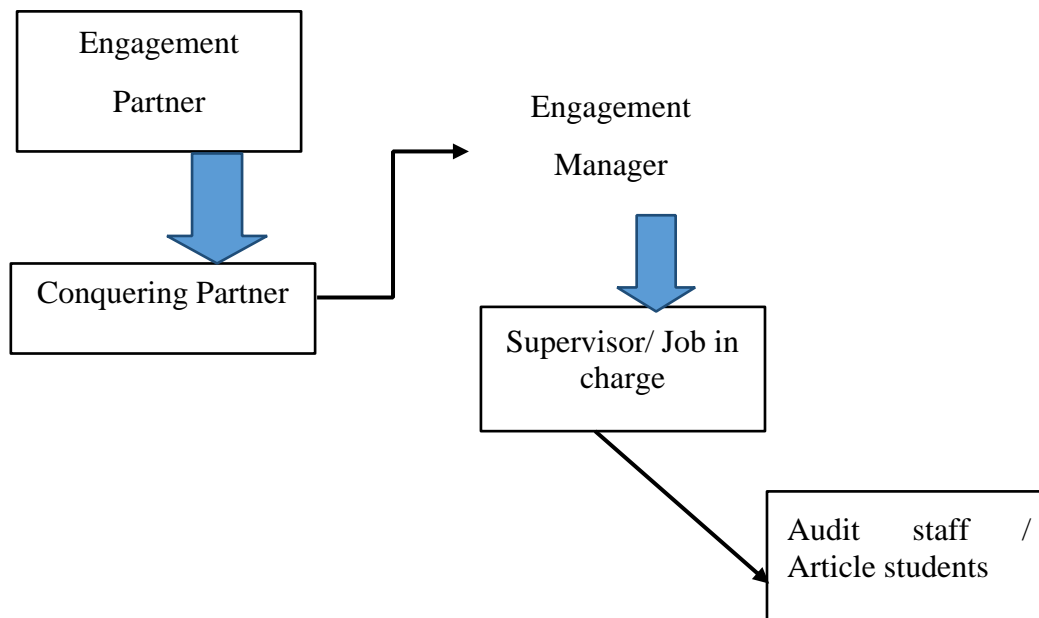 Engagement
Partner
Engagement
Manager
Conquering Partner
Supervisor/ Job in
charge
Audit staff /
Article students